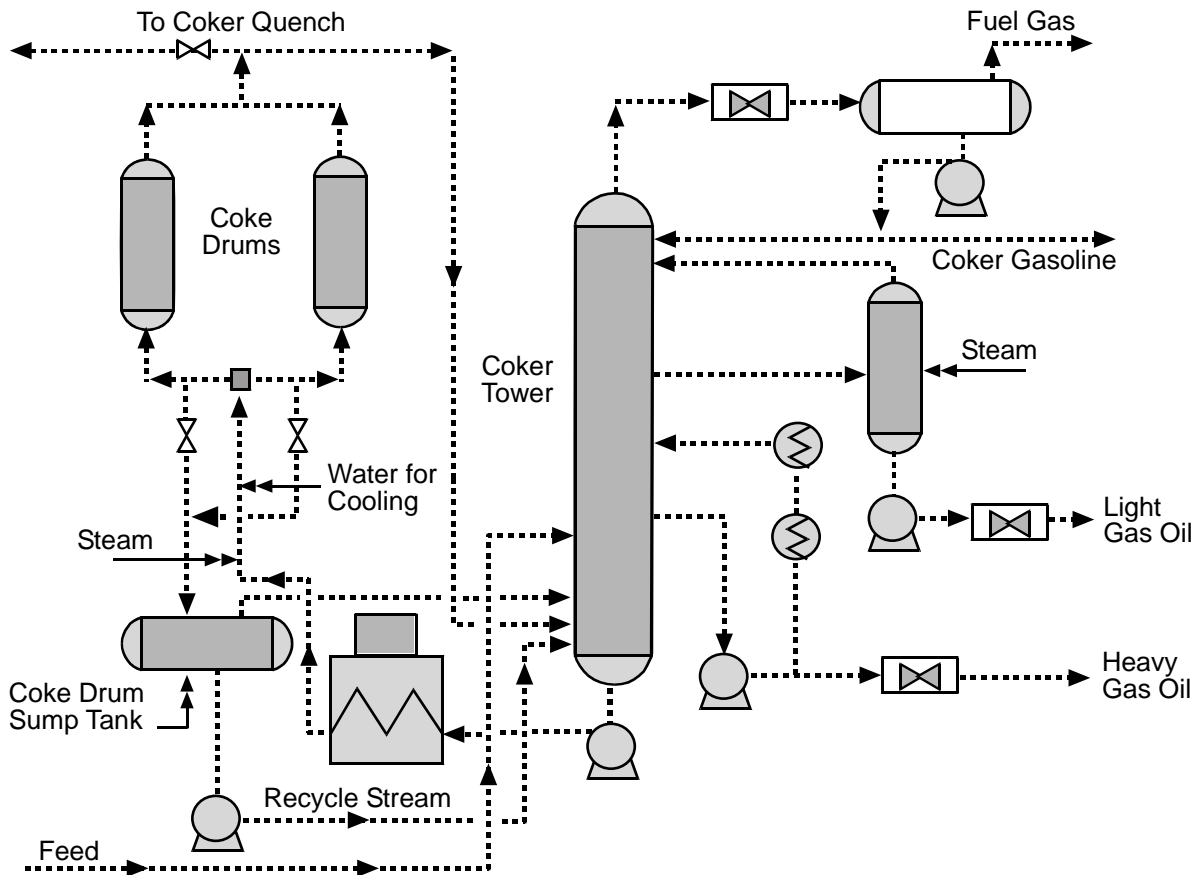 To Coker Quench
Fuel Gas
Coke
Drums
Coker Gasoline
Coker
Tower
Steam
Water for
Cooling
Light
Gas Oil
Steam
Heavy
Gas Oil
Coke Drum
Sump Tank
Recycle Stream
Feed